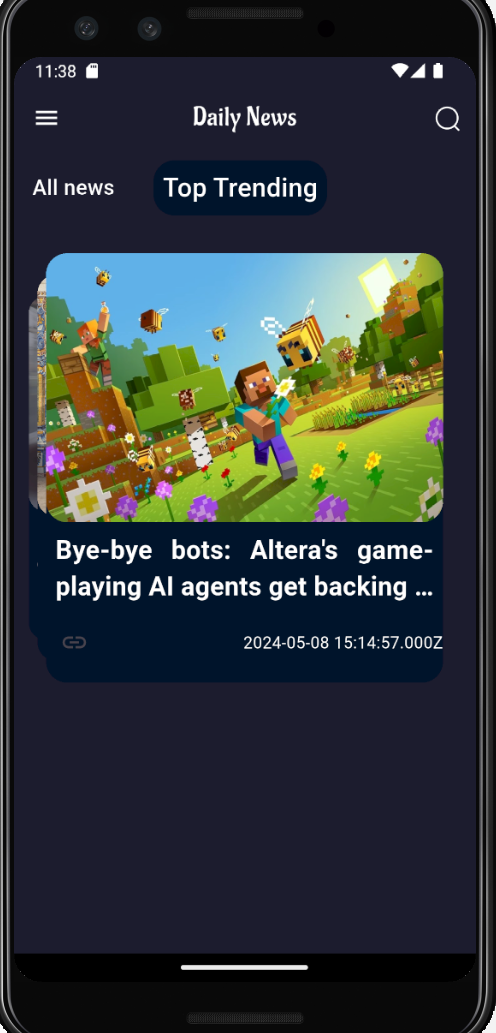 11:38
Daily News
All news
Top Trending
Bye-bye bots: Altera's game-
playing AI agents get backing ...
2024-05-08 15:14:57.000Z